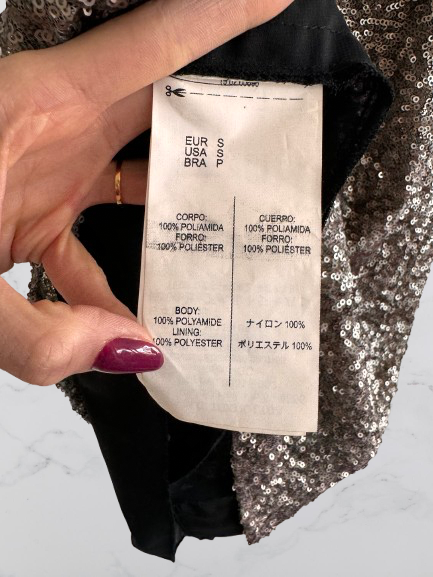 EUR S
USA S
BRA P
CORPO:
100% POLIAMIDA
FORRO:
100% POLIÉSTER
CUERPO:
100% POLIAMIDA
FORRO:
100% POLIÉSTER
BODY:
100% POLYAMIDE
LINING:
100% POLYESTER
ナイロン 100%
ポリエステル 100%